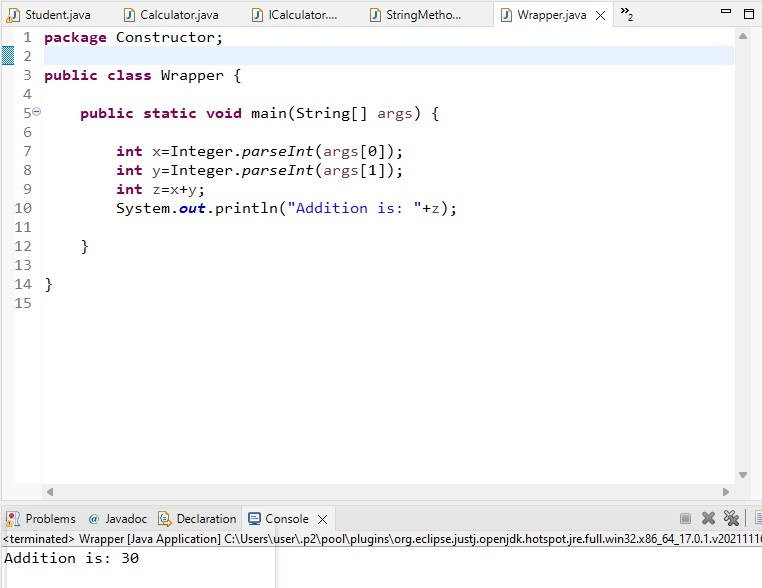 Student.java Calculator.java ICalculator.... StringMetho... Wrapper.java »2
1 package Constructor;
2
3 public class Wrapper {
4
5 public static void main(String[] args) {
6
7 int x=Integer.parseInt(args[0]);
8 int y=Integer.parseInt(args[1]);
9 int z=x+y;
10 System.out.println("Addition is: "+z);
11
12 }
13
14 }
15
Problems @ Javadoc Declaration Console
<terminated> Wrapper [Java Application] C:\Users\user\.p2\pool\plugins\org.eclipse.justj.openjdk.hotspot.jre.full.win32.x86_64_17.0.1.v20211116
Addition is: 30